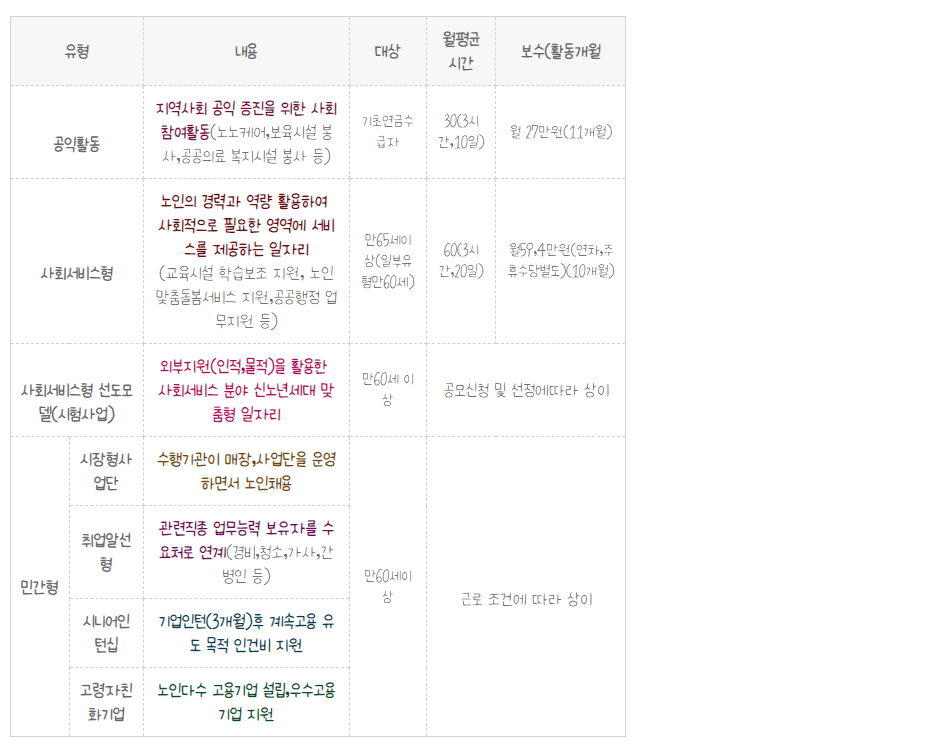 유형
내용
대상
월평균
시간
보수(활동개월
공익활동
지역사회 공익 증진을 위한 사회
참여활동(노노케어,보육시설 봉
사,공공의료 복지시설 봉사 등)
기초연금수
급자
30(3시
간,10일)
월 27만원(11개월)
사회서비스형
노인의 경력과 역량 활용하여
사회적으로 필요한 영역에 서비
스를 제공하는 일자리
(교육시설 학습보조 지원, 노인
맞춤돌봄서비스 지원,공공행정 업
무지원 등)
만65세이
상(일부유
형만60세)
60(3시
간,20일)
월59,4만원(연차,주
휴수당별도)(10개월)
사회서비스형 선도모
델(시험사업)
외부지원(인적,물적)을 활용한
사회서비스 분야 신노년세대 맞
춤형 일자리
만60세 이
상
공모신청 및 선정에따라 상이
민간형
시장형사
업단
수행기관이 매장,사업단을 운영
하면서 노인채용
취업알선
형
관련직종 업무능력 보유자를 수
요처로 연계(경비,청소,가사,간
병인 등)
시니어인
턴십
기업인턴(3개월)후 계속고용 유
도 목적 인건비 지원
고령자친
화기업
노인다수 고용기업 설립,우수고용
기업 지원
만60세이
상
근로 조건에 따라 상이